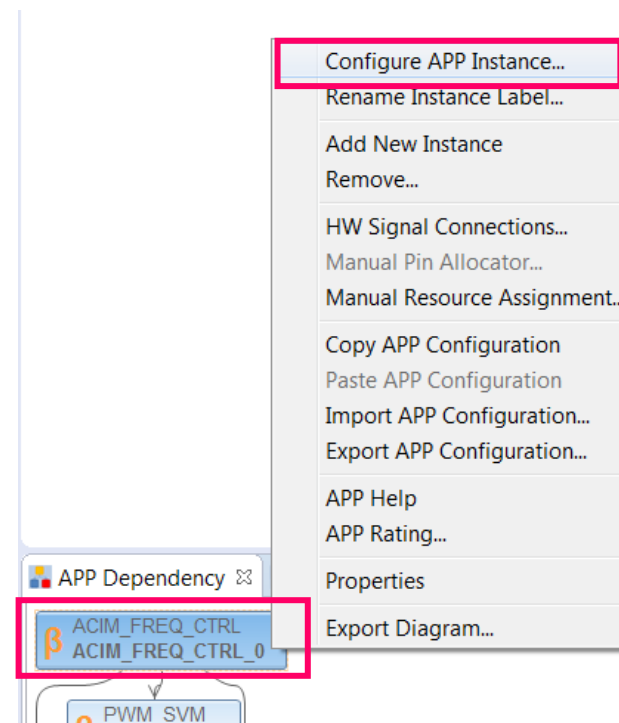 Configure APP Instance...
Rename Instance Label...
Add New Instance
Remove...
HW Signal Connections...
Manual Pin Allocator...
Manual Resource Assignment..
Copy APP Configuration
Paste APP Configuration
Import APP Configuration...
Export APP Configuration...
APP Help
APP Rating...
Properties
Export Diagram...
APP Dependency
β ACIM_FREQ_CTRL
ACIM_FREQ_CTRL_0
PWM_SVM